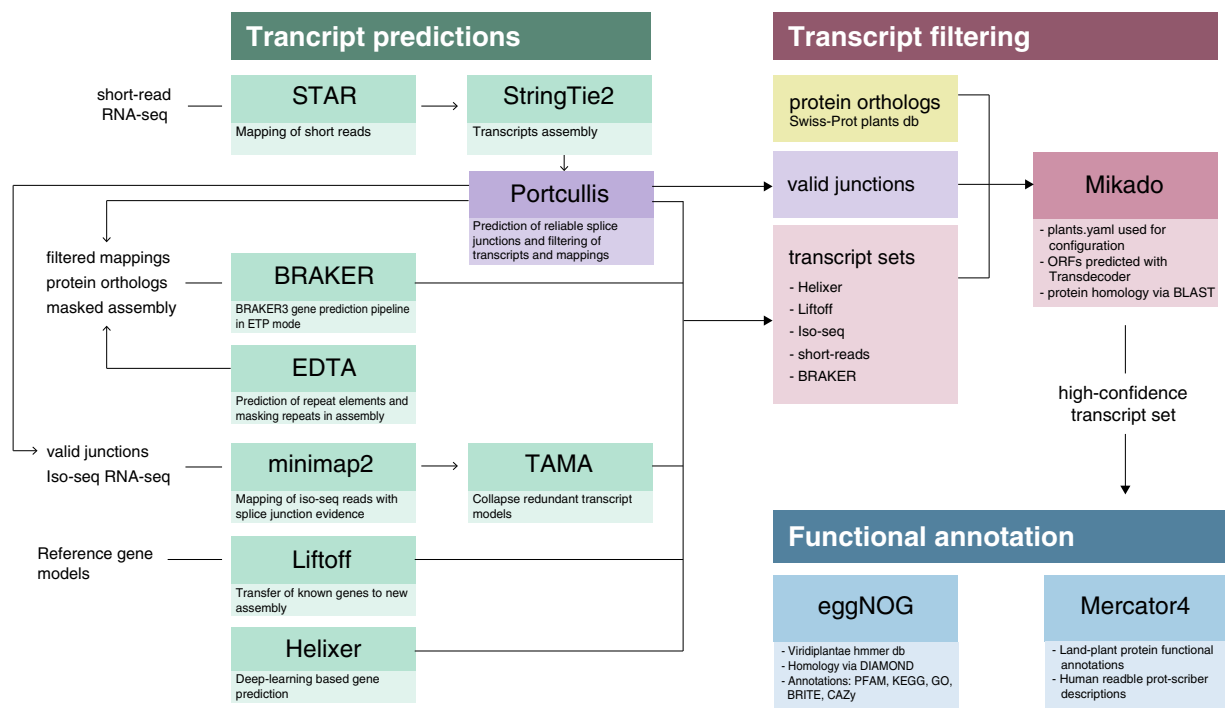 Trancript predictions
short-read
RNA-seq
STAR
Mapping of short reads
StringTie2
Transcripts assembly
Portcullis
Prediction of reliable splice
junctions and filtering of
transcripts and mappings
filtered mappings
protein orthologs
masked assembly
BRAKER
BRAKER3 gene prediction pipeline
in ETP mode
EDTA
Prediction of repeat elements and
masking repeats in assembly
valid junctions
Iso-seq RNA-seq
minimap2
Mapping of iso-seq reads with
splice junction evidence
TAMA
Collapse redundant transcript
models
Reference gene
models
Liftoff
Transfer of known genes to new
assembly
Helixer
Deep-learning based gene
prediction
Transcript filtering
protein orthologs
Swiss-Prot plants db
valid junctions
transcript sets
- Helixer
- Liftoff
- Iso-seq
- short-reads
- BRAKER
Mikado
- plants.yaml used for
configuration
- ORFs predicted with
Transdecoder
- protein homology via BLAST
high-confidence
transcript set
Functional annotation
eggNOG
- Viridiplantae hmmer db
- Homology via DIAMOND
- Annotations: PFAM, KEGG, GO,
BRITE, CAZy
Mercator4
- Land-plant protein functional
annotations
- Human readble prot-scriber
descriptions